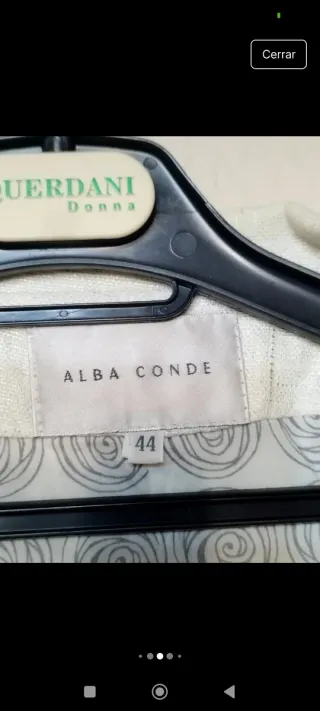 Cerrar
QUERDANI
Donna
ALBA CONDE
44